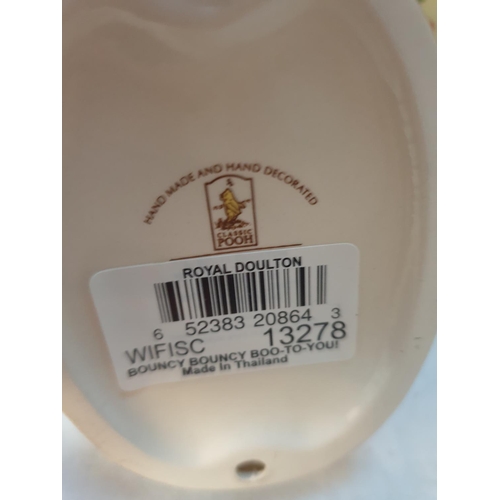 HAND MADE AND HAND DECORATED
CLASSIC
POOH
ROYAL DOULTON
6 52383 20864 3
WIFISC 13278
BOUNCY BOUNCY BOO-TO-YOU!
Made In Thailand